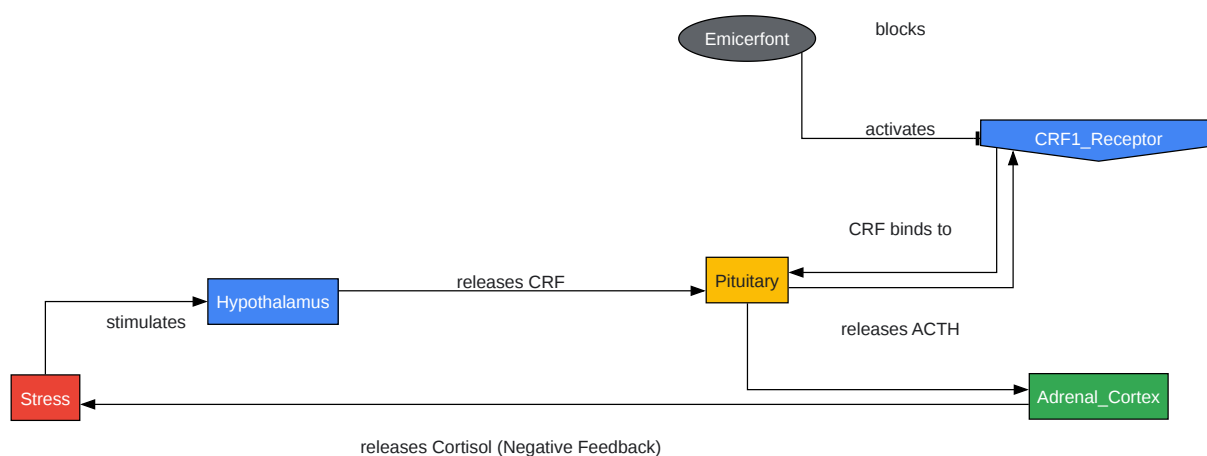 blocks
Emicerfont
activates
CRF1_Receptor
CRF binds to
releases CRF
Pituitary
Hypothalamus
stimulates
releases ACTH
Stress
Adrenal_Cortex
releases Cortisol (Negative Feedback)